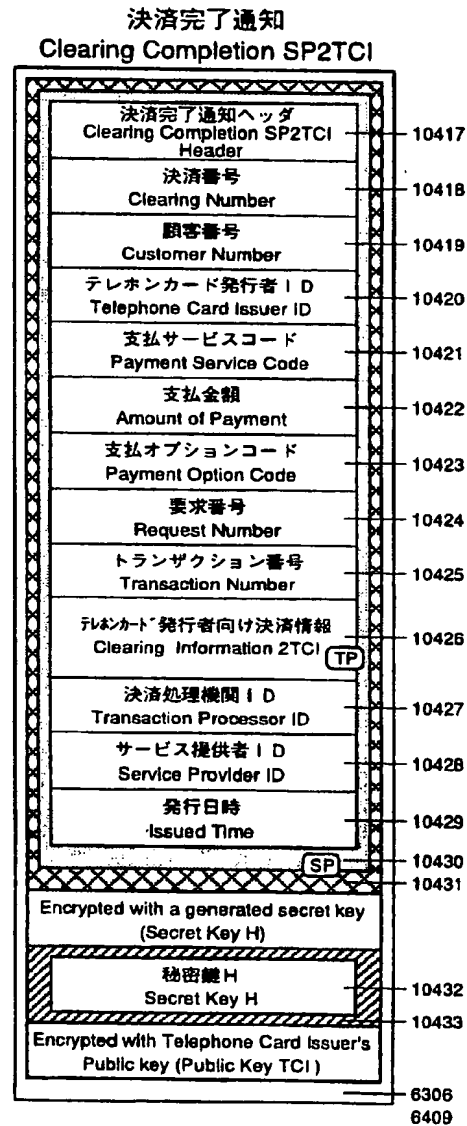 決済完了通知
Clearing Completion SP2TCI
決済完了通知ヘッダ
Clearing Completion SP2TCI
Header
10417
決済番号
Clearing Number
10418
顧客番号
Customer Number
10419
テレホンカード発行者ID
Telephone Card Issuer ID
10420
支払サービスコード
Payment Service Code
10421
支払金額
Amount of Payment
10422
支払オプションコード
Payment Option Code
10423
要求番号
Request Number
10424
トランザクション番号
Transaction Number
10425
テレホンカード発行者向け決済情報
Clearing Information 2TCI
TP
10426
決済処理機関ID
Transaction Processor ID
10427
サービス提供者ID
Service Provider ID
10428
発行日時
Issued Time
10429
SP
10430
10431
Encrypted with a generated secret key
(Secret Key H)
秘密鍵H
Secret Key H
10432
10433
Encrypted with Telephone Card Issuer's
Public key (Public Key TCI)
6306
6409